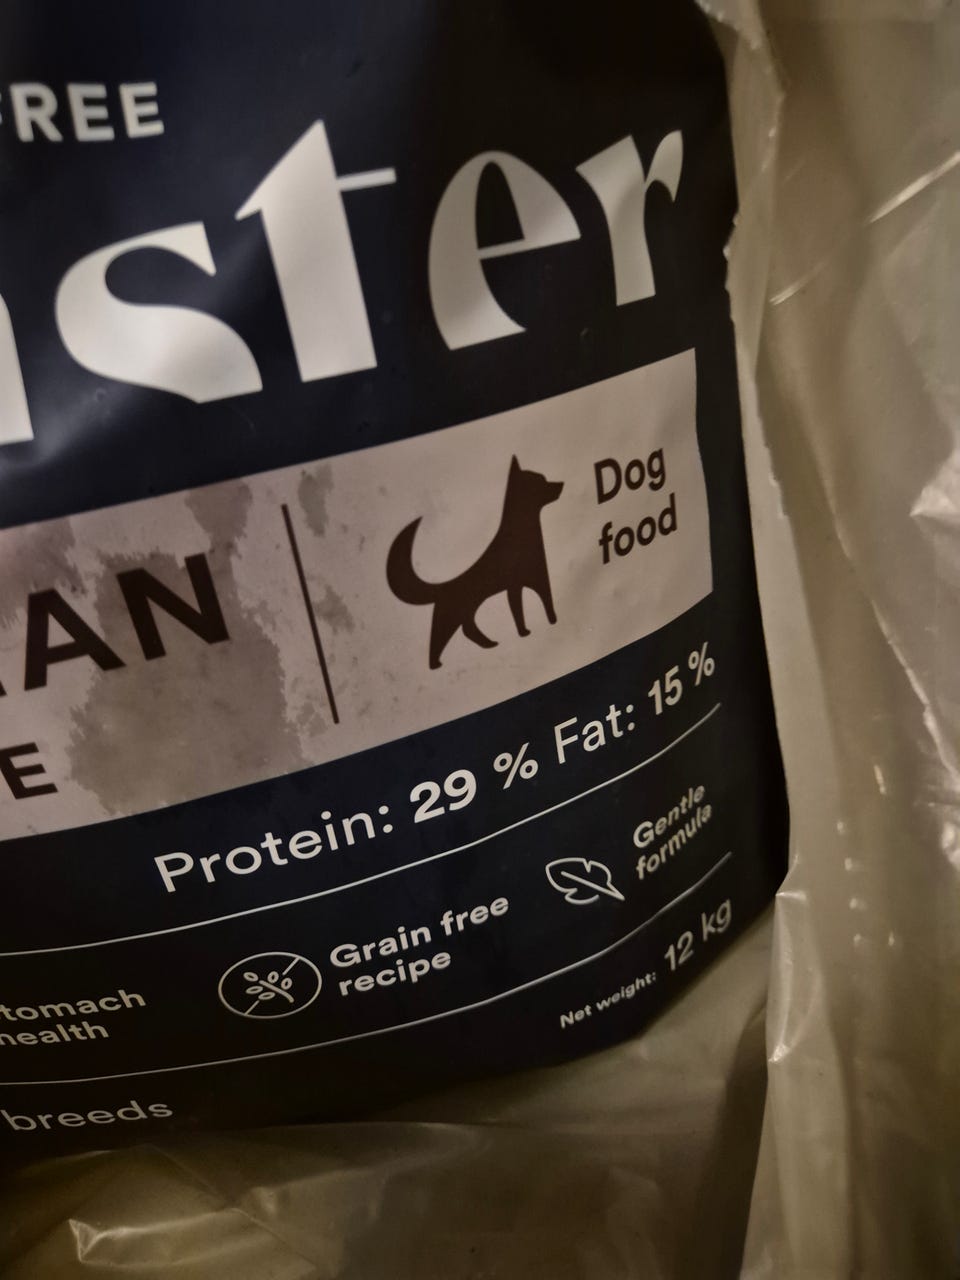 FREE
ster
AN
E
Dog
food
Protein: 29 % Fat: 15 %
tomach
health
Grain free
recipe
Gentle
formula
Net weight: 12 kg
breeds